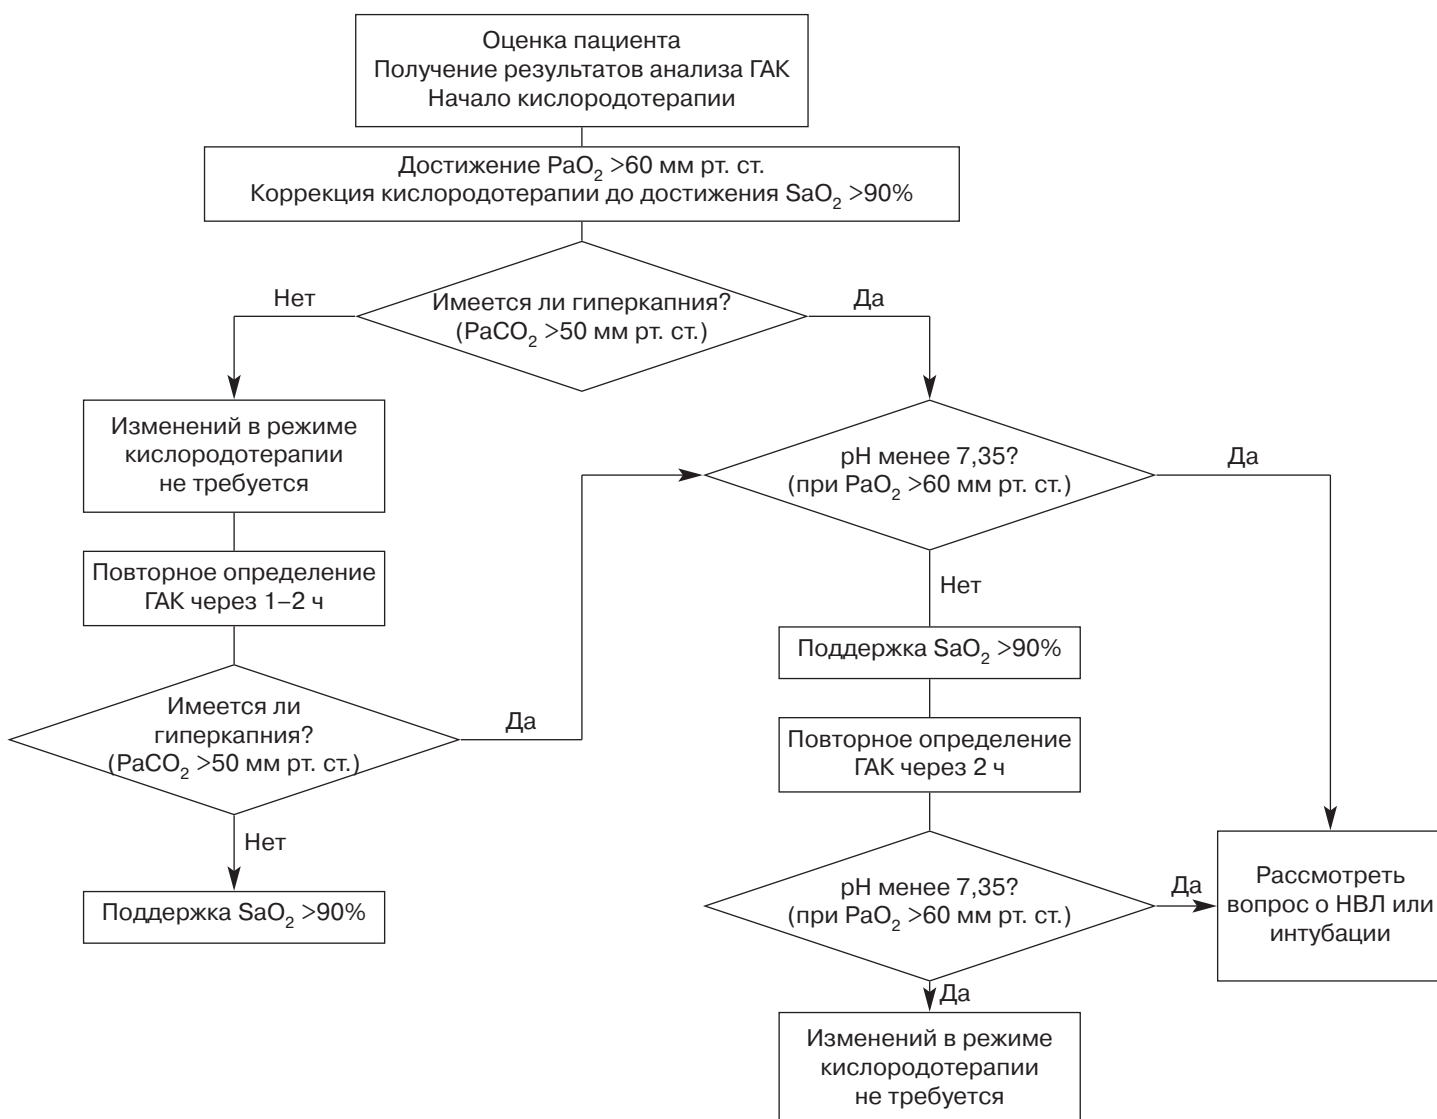 Оценка пациента
Получение результатов анализа ГАК
Начало кислородотерапии
Достижение PaO₂ >60 мм рт. ст.
Коррекция кислородотерапии до достижения SaO₂ >90%
Нет
Имеется ли гиперкапния?
(PaCO₂ >50 мм рт. ст.)
Да
Изменений в режиме
кислородотерапии
не требуется
pH менее 7,35?
(при PaO₂ >60 мм рт. ст.)
Да
Повторное определение
ГАК через 1–2 ч
Нет
Поддержка SaO₂ >90%
Имеется ли
гиперкапния?
(PaCO₂ >50 мм рт. ст.)
Да
Повторное определение
ГАК через 2 ч
Нет
Поддержка SaO₂ >90%
pH менее 7,35?
(при PaO₂ >60 мм рт. ст.)
Да
Рассмотреть
вопрос о НВЛ или
интубации
Да
Изменений в режиме
кислородотерапии
не требуется